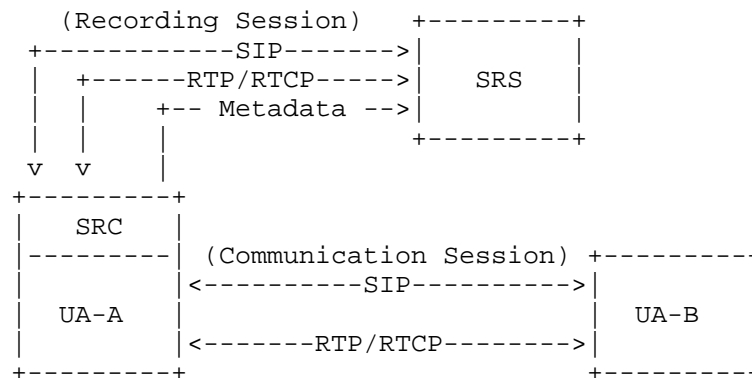 (Recording Session)
SIP
RTP/RTCP
SRS
Metadata
SRC
(Communication Session)
SIP
UA-A
UA-B
RTP/RTCP